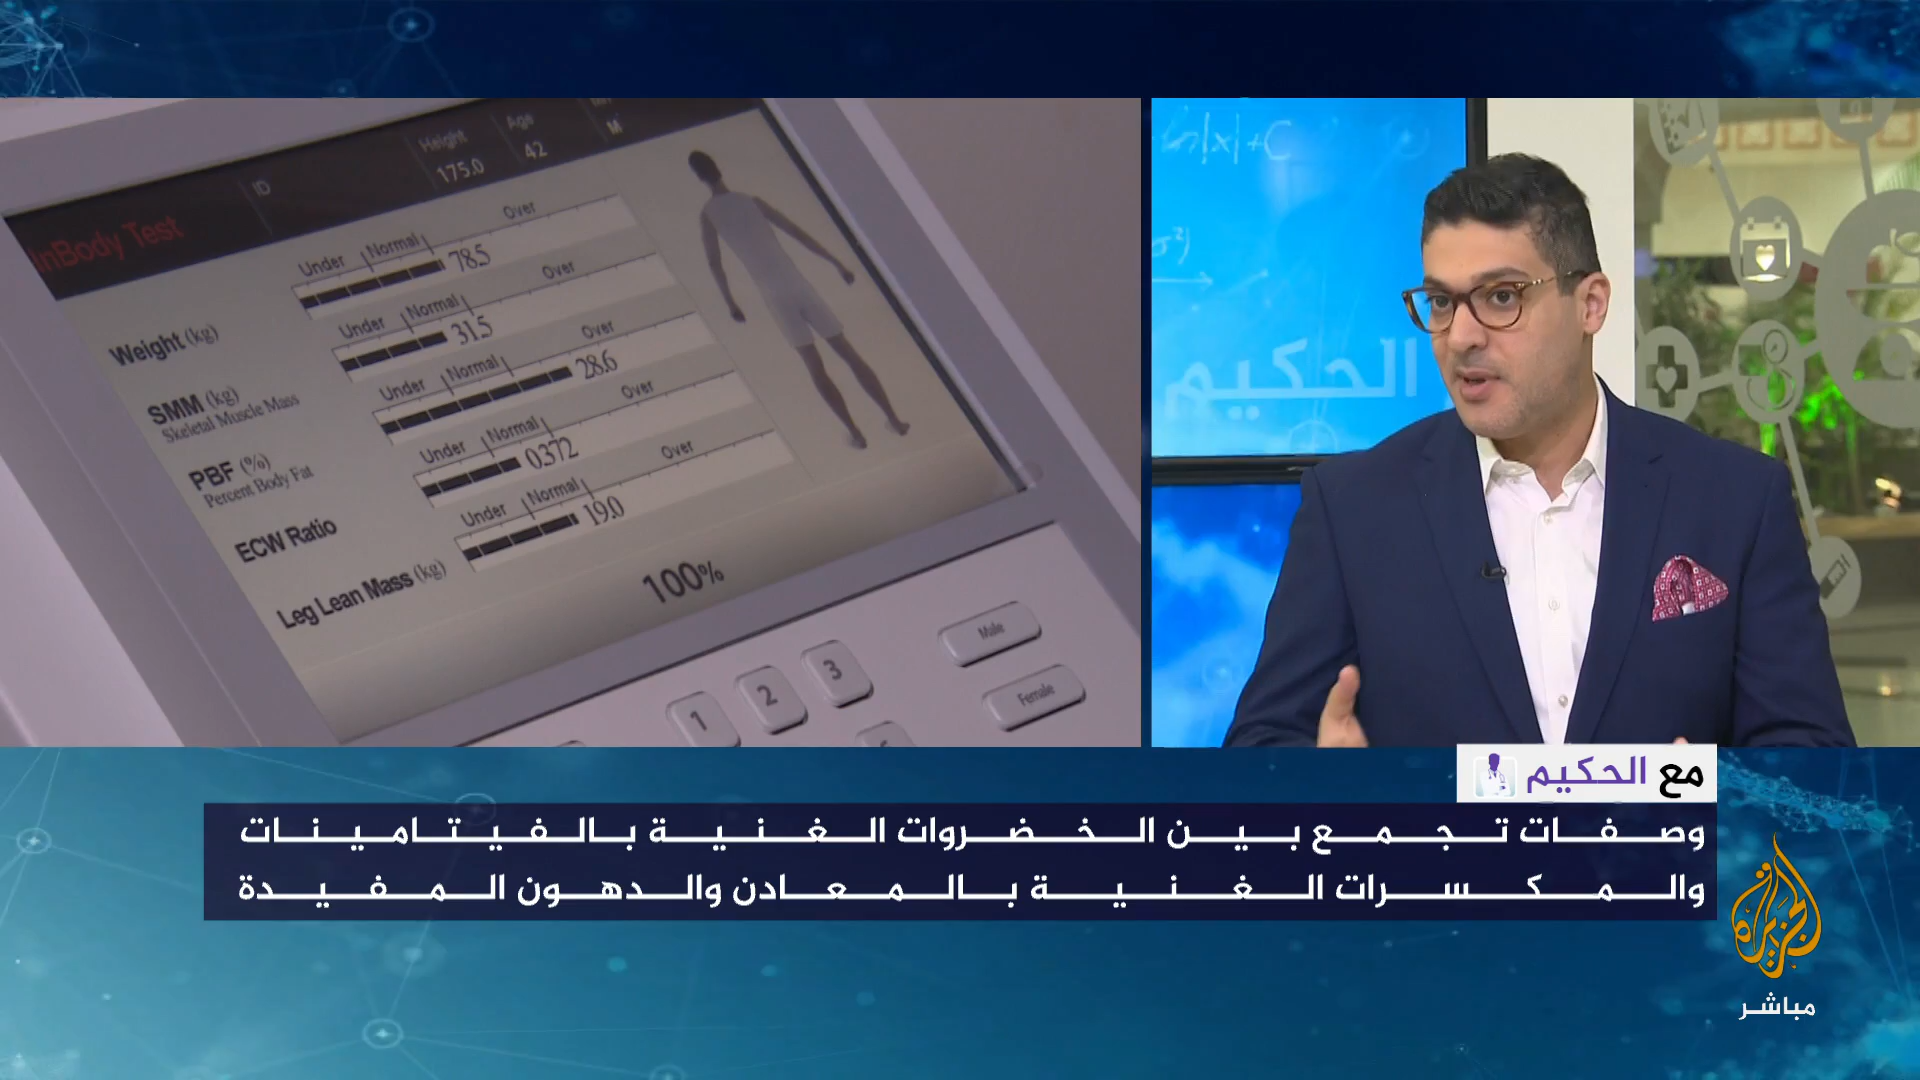 InBody Test
ID
Height
175.0
Age
42
M
Weight (kg)
Under Normal Over
78.5
SMM (kg)
Skeletal Muscle Mass
Under Normal Over
31.5
PBF (%)
Percent Body Fat
Under Normal Over
28.6
ECW Ratio
Under Normal Over
0.372
Leg Lean Mass (kg)
Under Normal Over
19.0
100%
1 2 3
Male
Female
ln|x|+C
الحكيم
مع الحكيم
وصفات تجمع بين الخضروات الغنية بالفيتامينات
والمكسرات الغنية بالمعادن والدهون المفيدة
الجزيرة
مباشر